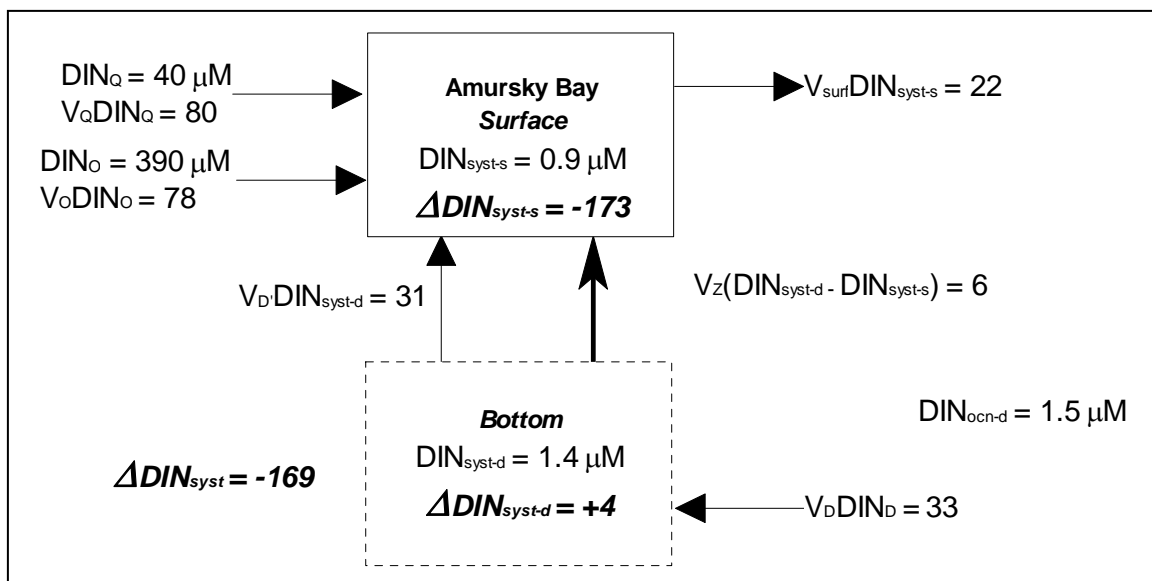 DIN_Q = 40 µM
V_QDIN_Q = 80
DIN_O = 390 µM
V_ODIN_O = 78
Amursky Bay
Surface
DIN_syst-s = 0.9 µM
ΔDIN_syst-s = -173
V_surfDIN_syst-s = 22
V_D'DIN_syst-d = 31
V_Z(DIN_syst-d - DIN_syst-s) = 6
Bottom
DIN_syst-d = 1.4 µM
ΔDIN_syst-d = +4
DIN_ocn-d = 1.5 µM
ΔDIN_syst = -169
V_DDIN_D = 33